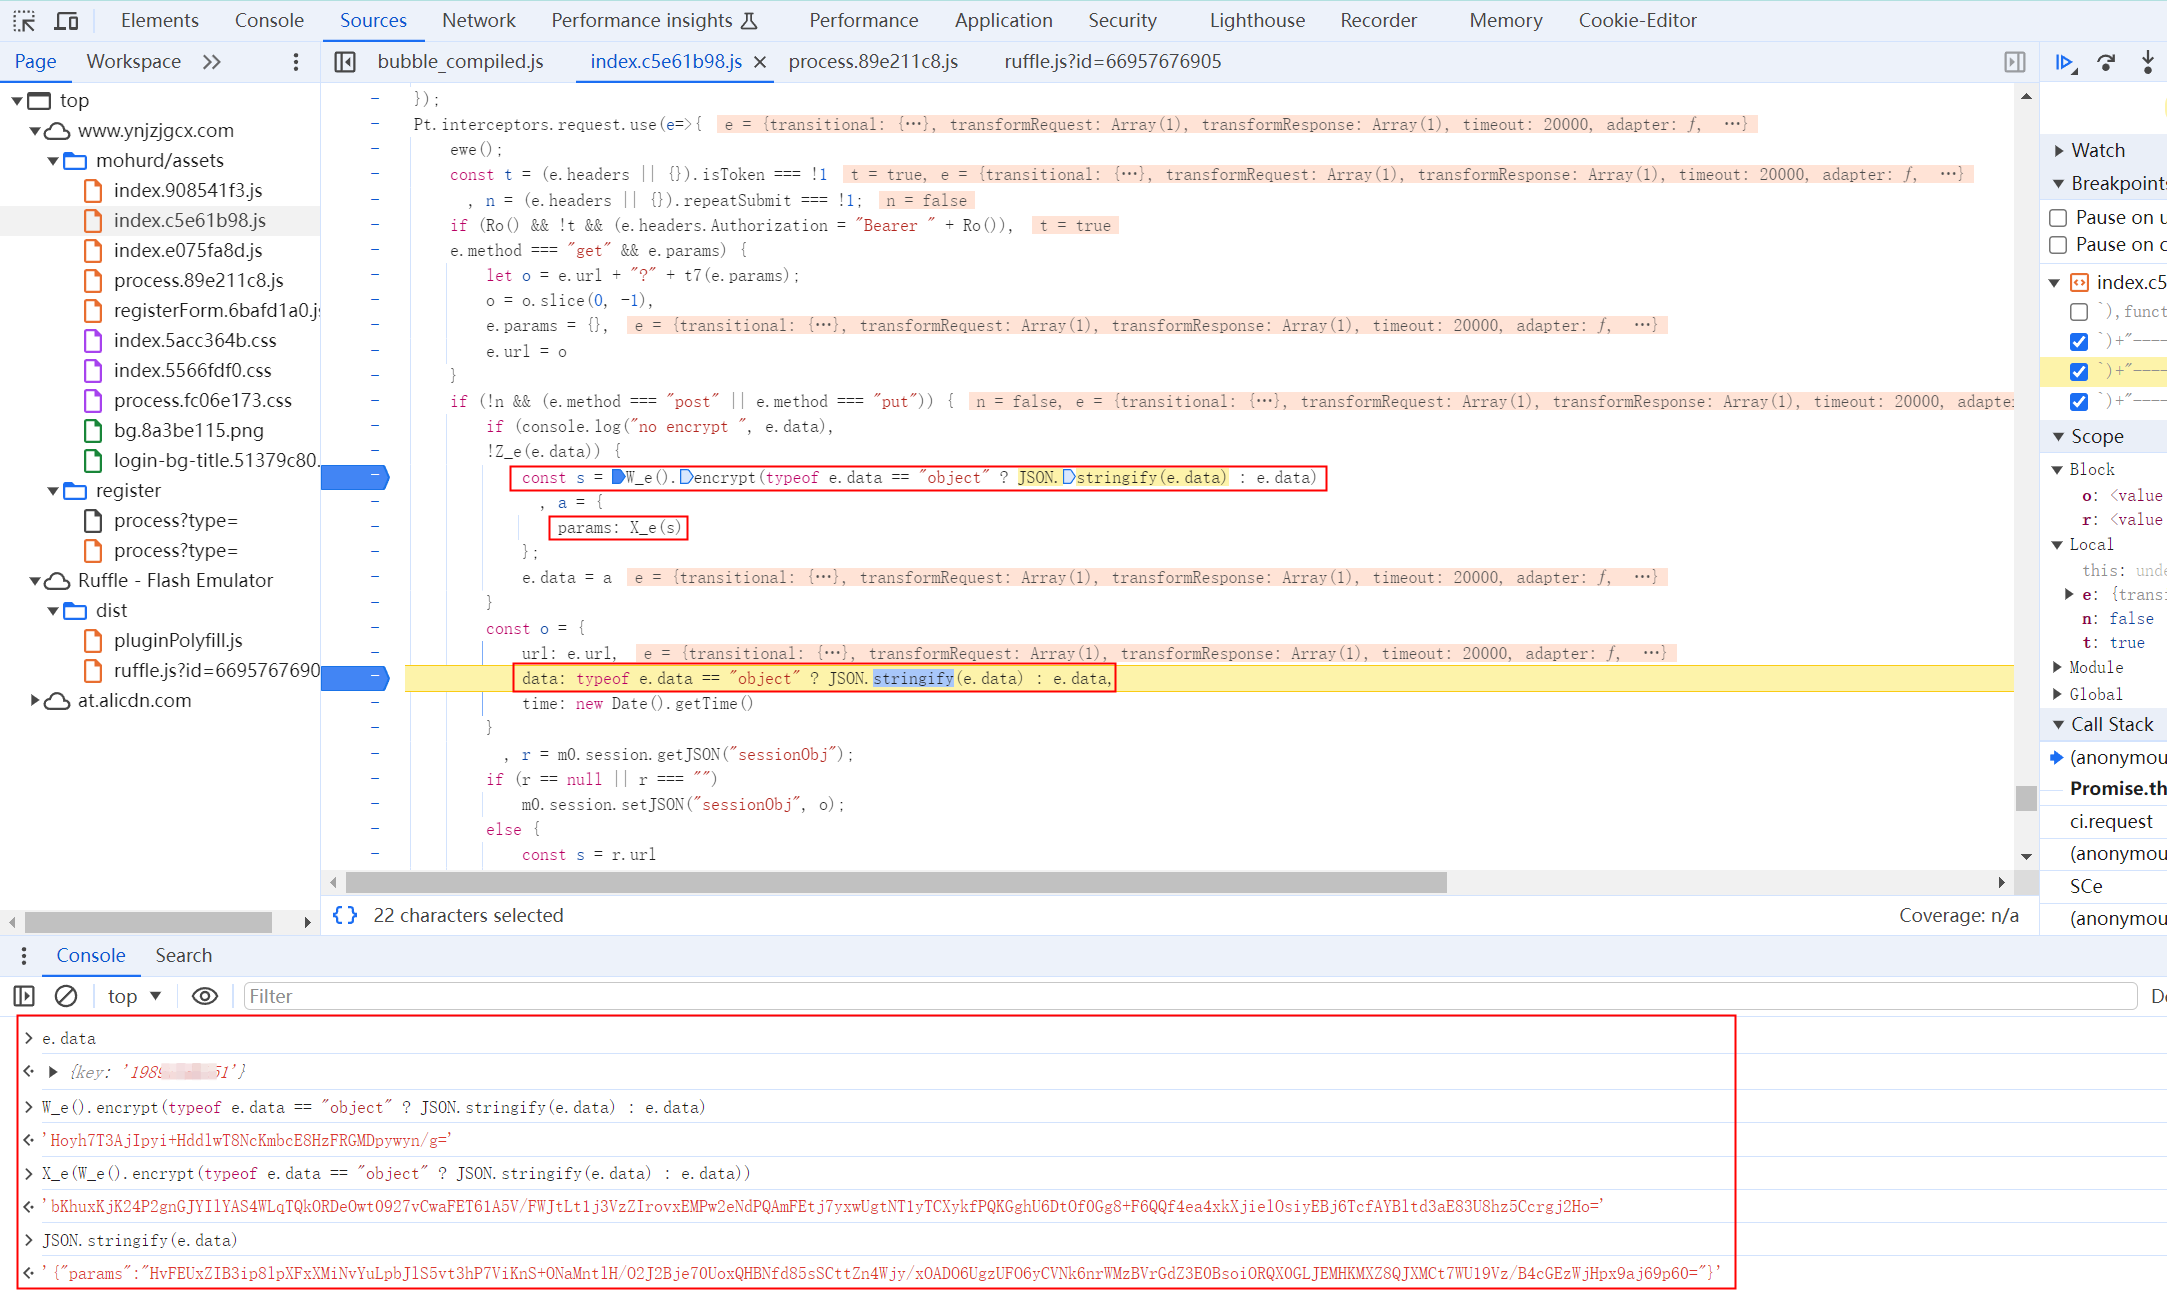 Elements Console Sources Network Performance insights Performance Application Security Lighthouse Recorder Memory Cookie-Editor
Page Workspace
bubble_compiled.js index.c5e61b98.js process.89e211c8.js ruffle.js?id=66957676905
top
www.ynjzjgcx.com
mohurd/assets
index.908541f3.js
index.c5e61b98.js
index.e075fa8d.js
process.89e211c8.js
registerForm.6bafd1a0.js
index.5acc364b.css
index.5566fdf0.css
process.fc06e173.css
bg.8a3be115.png
login-bg-title.51379c80.
register
process?type=
process?type=
Ruffle - Flash Emulator
dist
pluginPolyfill.js
ruffle.js?id=6695767690
at.alicdn.com
});
Pt.interceptors.request.use(e=>{ e = {transitional: {…}, transformRequest: Array(1), transformResponse: Array(1), timeout: 20000, adapter: ƒ, …}
ewe();
const t = (e.headers || {}).isToken === !1 t = true, e = {transitional: {…}, transformRequest: Array(1), transformResponse: Array(1), timeout: 20000, adapter: ƒ, …}
, n = (e.headers || {}).repeatSubmit === !1; n = false
if (Ro() && !t && (e.headers.Authorization = "Bearer " + Ro()), t = true
e.method === "get" && e.params) {
let o = e.url + "?" + t7(e.params);
o = o.slice(0, -1),
e.params = {}, e = {transitional: {…}, transformRequest: Array(1), transformResponse: Array(1), timeout: 20000, adapter: ƒ, …}
e.url = o
}
if (!n && (e.method === "post" || e.method === "put")) { n = false, e = {transitional: {…}, transformRequest: Array(1), transformResponse: Array(1), timeout: 20000, adapter:
if (console.log("no encrypt ", e.data),
!Z_e(e.data)) {
const s = W_e().encrypt(typeof e.data == "object" ? JSON.stringify(e.data) : e.data)
, a = {
params: X_e(s)
};
e.data = a e = {transitional: {…}, transformRequest: Array(1), transformResponse: Array(1), timeout: 20000, adapter: ƒ, …}
}
const o = {
url: e.url, e = {transitional: {…}, transformRequest: Array(1), transformResponse: Array(1), timeout: 20000, adapter: ƒ, …}
data: typeof e.data == "object" ? JSON.stringify(e.data) : e.data,
time: new Date().getTime()
}
, r = m0.session.getJSON("sessionObj");
if (r == null || r === "")
m0.session.setJSON("sessionObj", o);
else {
const s = r.url
{} 22 characters selected
Coverage: n/a
Watch
Breakpoints
Pause on u
Pause on c
index.c5
`),funct
`)+"----
`)+"----
`)+"----
Scope
Block
o: <value
r: <value
Local
this: unde
e: {trans
n: false
t: true
Module
Global
Call Stack
(anonymou
Promise.th
ci.request
(anonymou
SCe
(anonymou
Console Search
top Filter De
e.data
{key: '1989 51'}
W_e().encrypt(typeof e.data == "object" ? JSON.stringify(e.data) : e.data)
'Hoyh7T3AjIpyi+HddlwT8NcKmbcE8HzFRGMDpywyn/g='
X_e(W_e().encrypt(typeof e.data == "object" ? JSON.stringify(e.data) : e.data))
'bKhuxKjK24P2gnGJYIlYAS4WLqTQkORDeOwt0927vCwaFET61A5V/FWJtLt1j3VzZIrovxEMPw2eNdPQAmFEtj7yxwUgtNT1yTCXykfPQKGghU6DtOf0Gg8+F6QQf4ea4xkXjielOsiyEBj6TcfAYBltd3aE83U8hz5Ccrgj2Ho='
JSON.stringify(e.data)
'{"params":"HvFEUxZIB3ip8lpXFxXMiNvYuLpbJlS5vt3hP7ViKnS+ONaMntlH/O2J2Bje70UoxQHBNfd85sSCttZn4Wjy/xOADO6UgzUFO6yCVNk6nrWMzBVrGdZ3E0BsoiORQXOGLJEMHKMXZ8QJXMCt7WU19Vz/B4cGEzWjHpx9aj69p60="}'